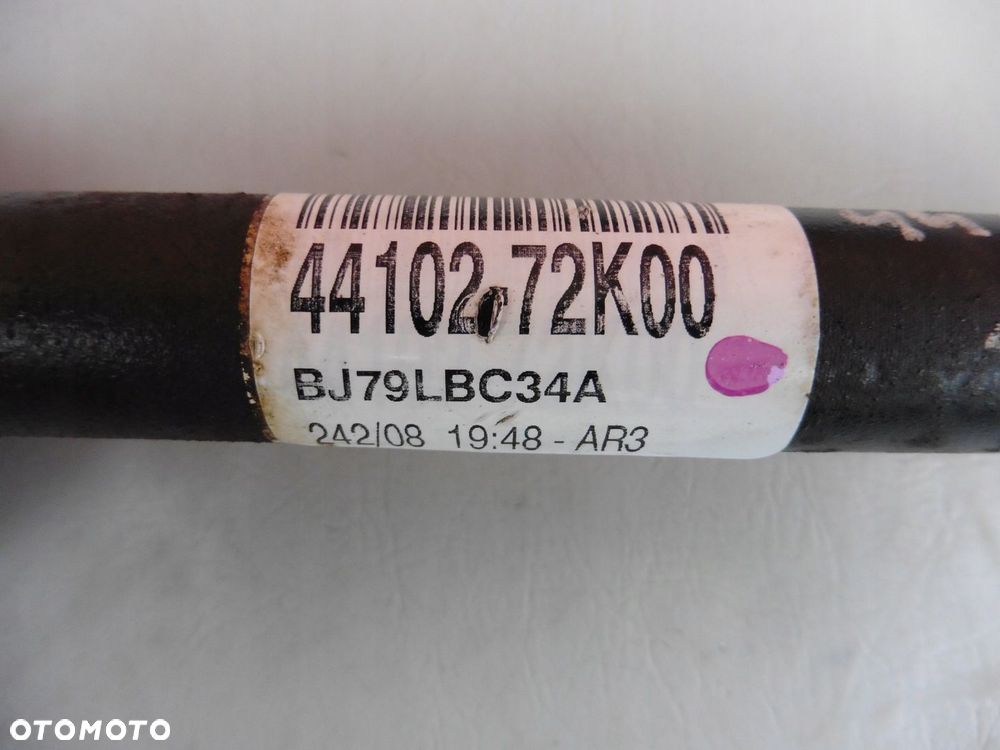 44102-72K00
BJ79LBC34A
242/08 19:48 - AR3
OTOMOTO